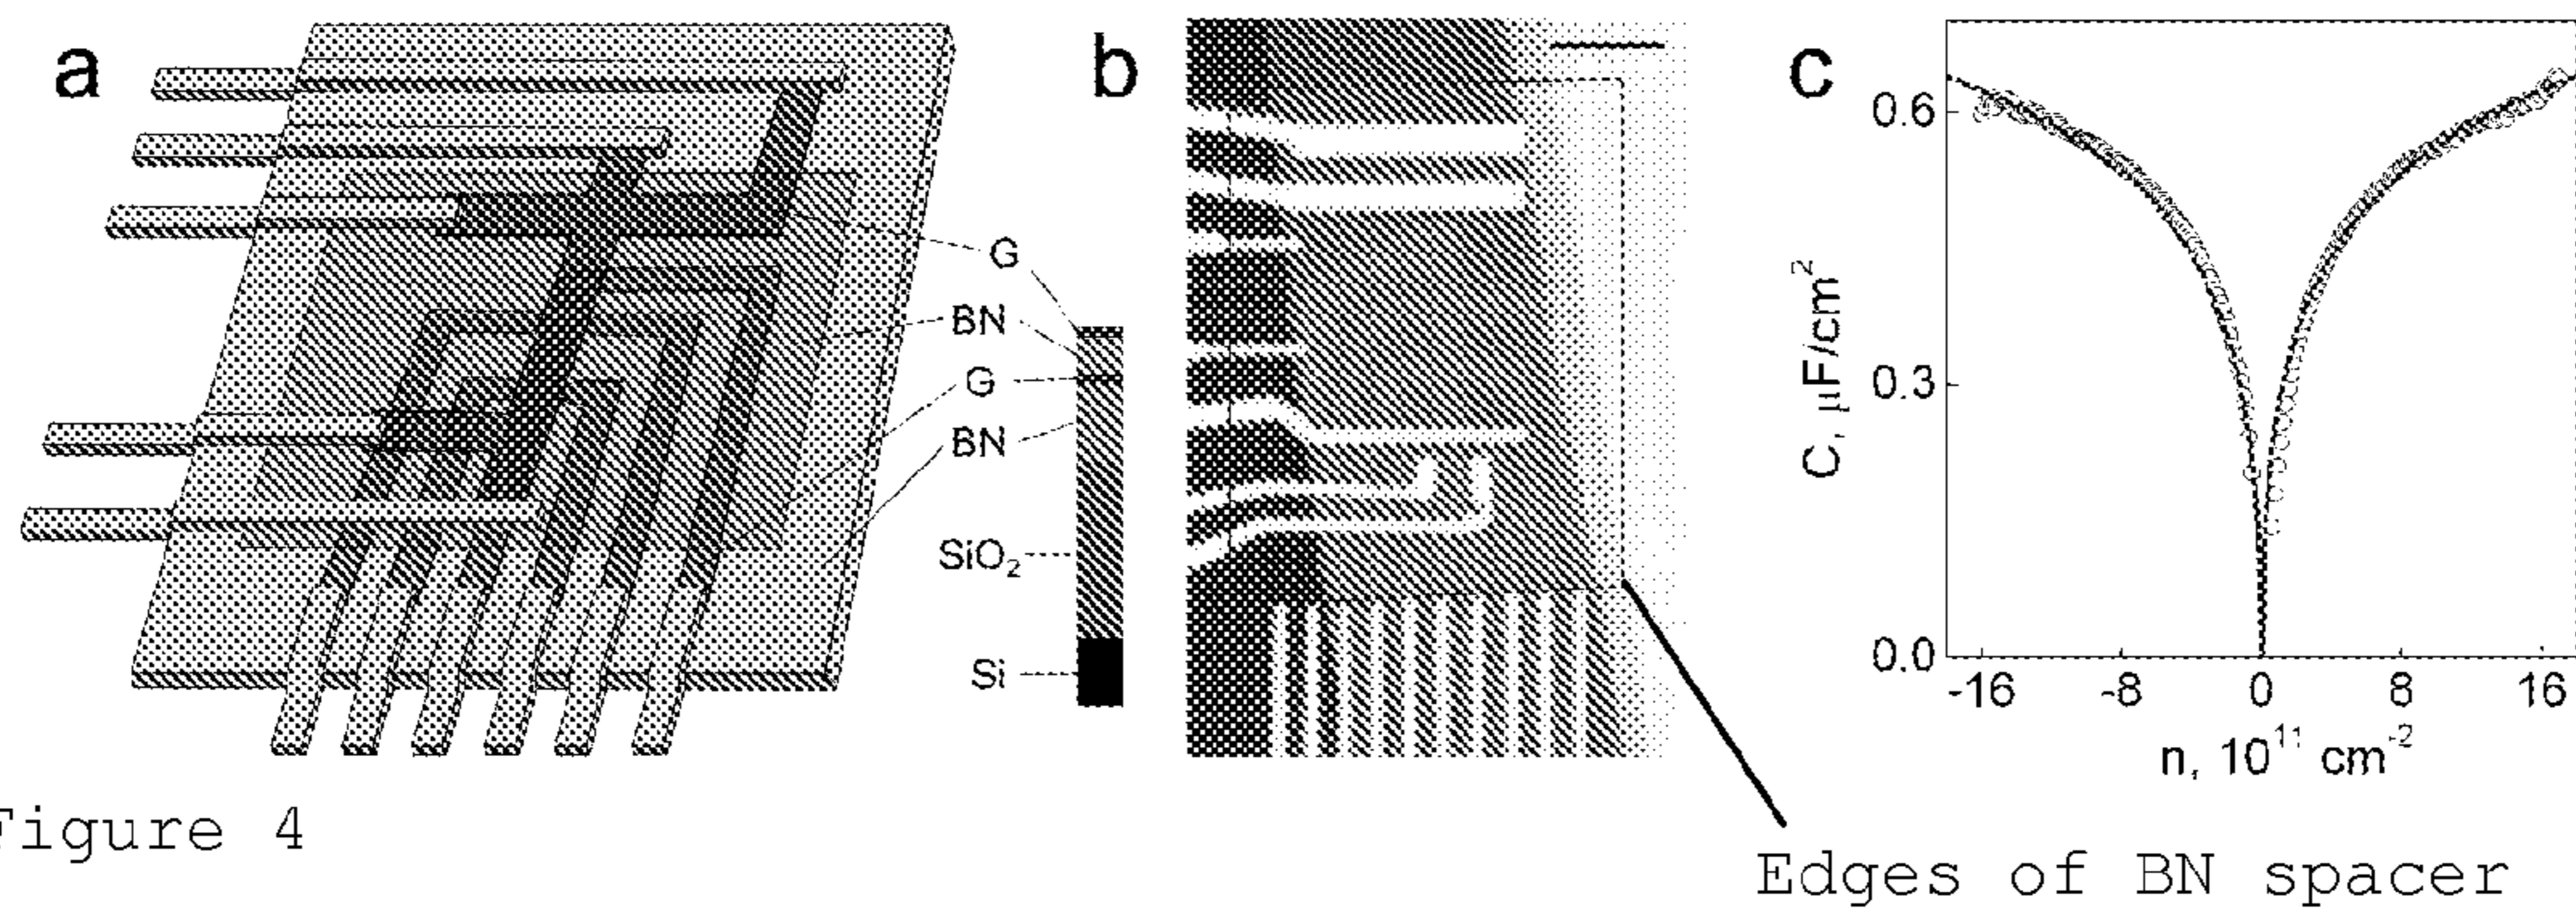 a
G
BN
G
BN
SiO₂
Si
b
c
0.6
0.3
0.0
C, μF/cm²
-16 -8 0 8 16
n, 10¹¹ cm⁻²
Figure 4
Edges of BN spacer